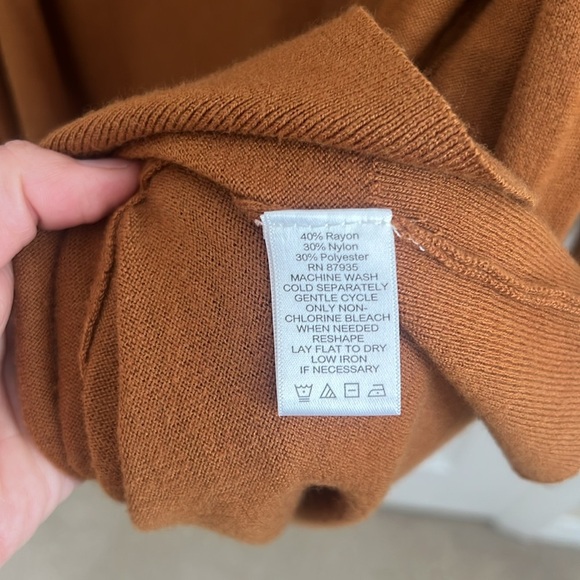 40% Rayon
30% Nylon
30% Polyester
RN 87935
MACHINE WASH
COLD SEPARATELY
GENTLE CYCLE
ONLY NON-
CHLORINE BLEACH
WHEN NEEDED
RESHAPE
LAY FLAT TO DRY
LOW IRON
IF NECESSARY